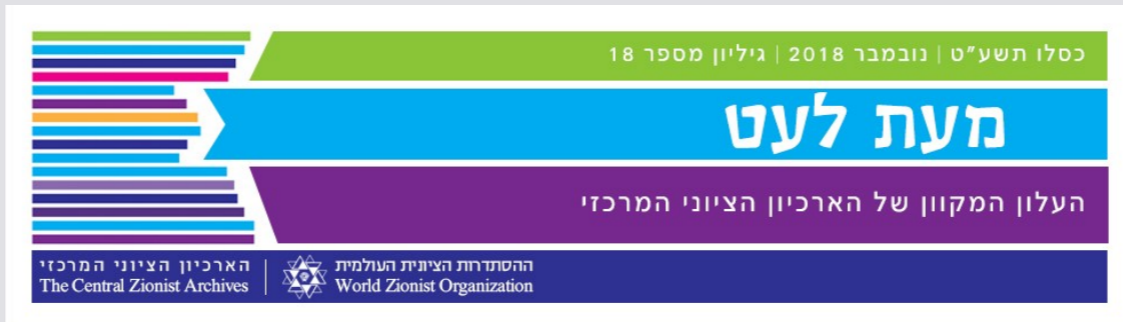 כסלו תשע"ט | נובמבר 2018 | גיליון מספר 18
מעת לעט
העלון המקוון של הארכיון הציוני המרכזי
ההסתדרות הציונית העולמית | הארכיון הציוני המרכזי
The Central Zionist Archives | World Zionist Organization